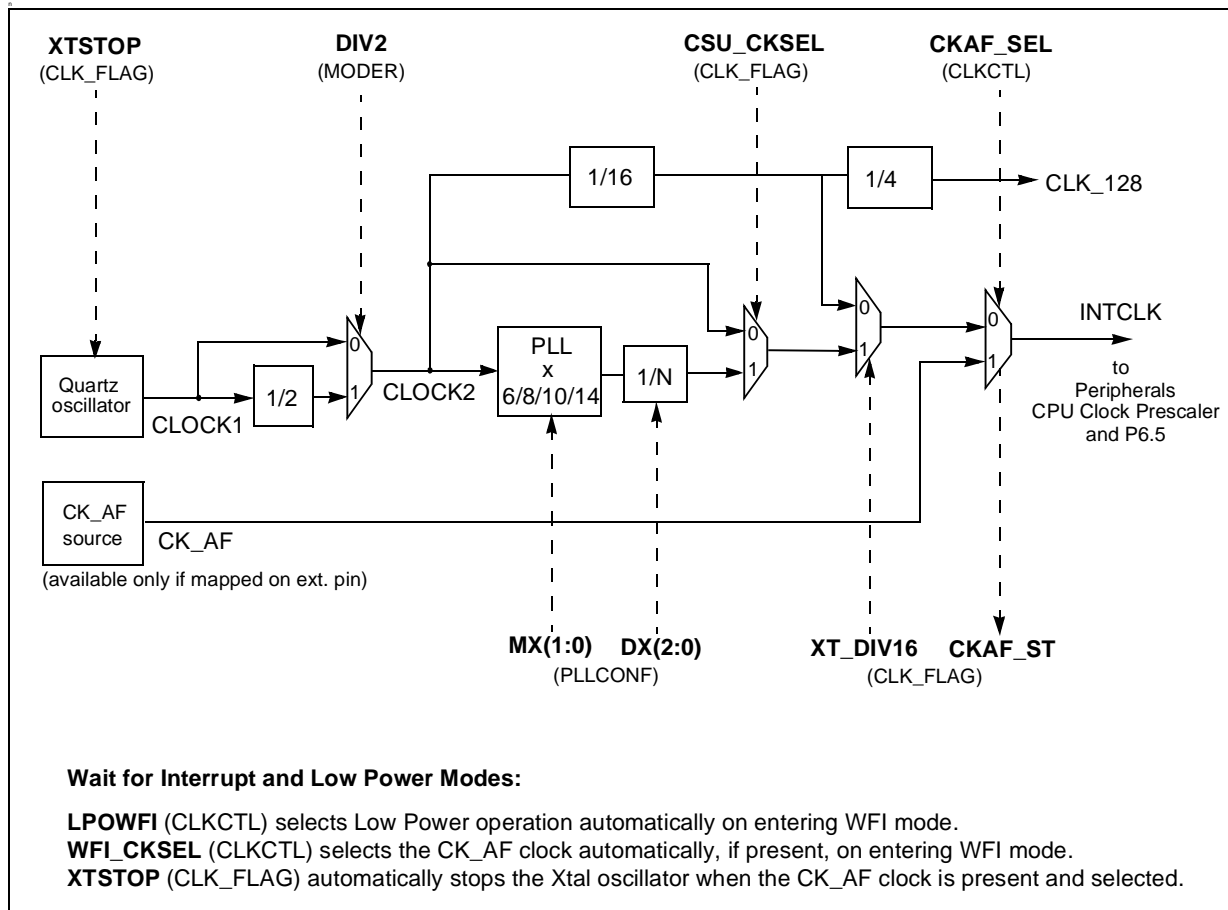 n
XTSTOP
(CLK_FLAG)
DIV2
(MODER)
CSU_CKSEL
(CLK_FLAG)
CKAF_SEL
(CLKCTL)
1/16
1/4
CLK_128
Quartz
oscillator
CLOCK1
1/2
0
1
CLOCK2
PLL
x
6/8/10/14
1/N
0
1
0
1
0
1
INTCLK
to
Peripherals
CPU Clock Prescaler
and P6.5
CK_AF
source
CK_AF
(available only if mapped on ext. pin)
MX(1:0)
DX(2:0)
(PLLCONF)
XT_DIV16
(CLK_FLAG)
CKAF_ST
Wait for Interrupt and Low Power Modes:
LPOWFI (CLKCTL) selects Low Power operation automatically on entering WFI mode.
WFI_CKSEL (CLKCTL) selects the CK_AF clock automatically, if present, on entering WFI mode.
XTSTOP (CLK_FLAG) automatically stops the Xtal oscillator when the CK_AF clock is present and selected.